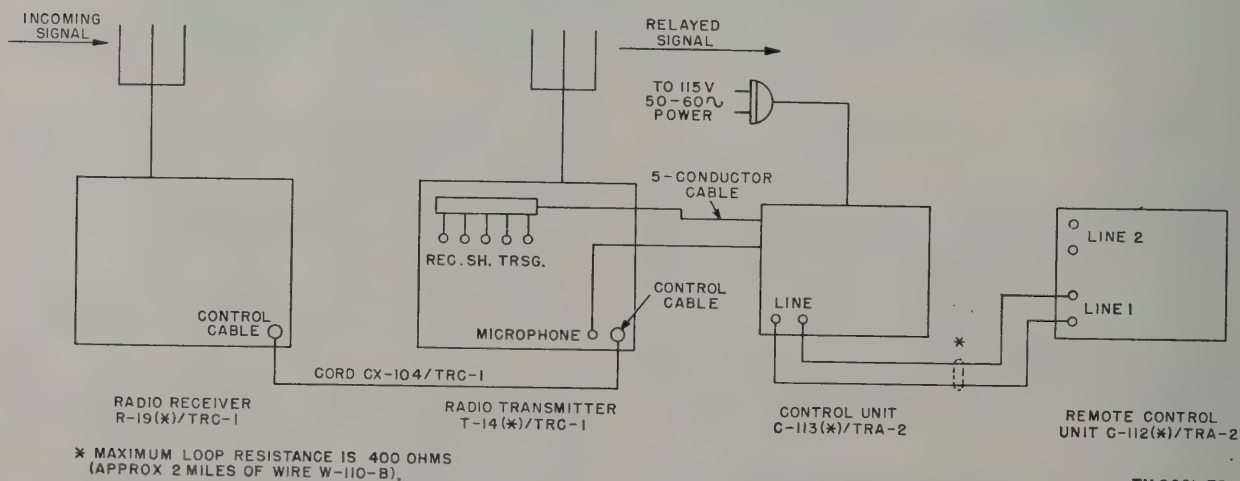 INCOMING
SIGNAL
RELAYED
SIGNAL
TO 115V
50-60∿
POWER
5-CONDUCTOR
CABLE
REC. SH. TRSG.
CONTROL
CABLE
MICROPHONE
CONTROL
CABLE
LINE
LINE 2
LINE 1
*
CORD CX-104/TRC-1
RADIO RECEIVER
R-19(*)/TRC-1
RADIO TRANSMITTER
T-14(*)/TRC-1
CONTROL UNIT
C-113(*)/TRA-2
REMOTE CONTROL
UNIT C-112(*)/TRA-2
* MAXIMUM LOOP RESISTANCE IS 400 OHMS
(APPROX 2 MILES OF WIRE W-110-B).